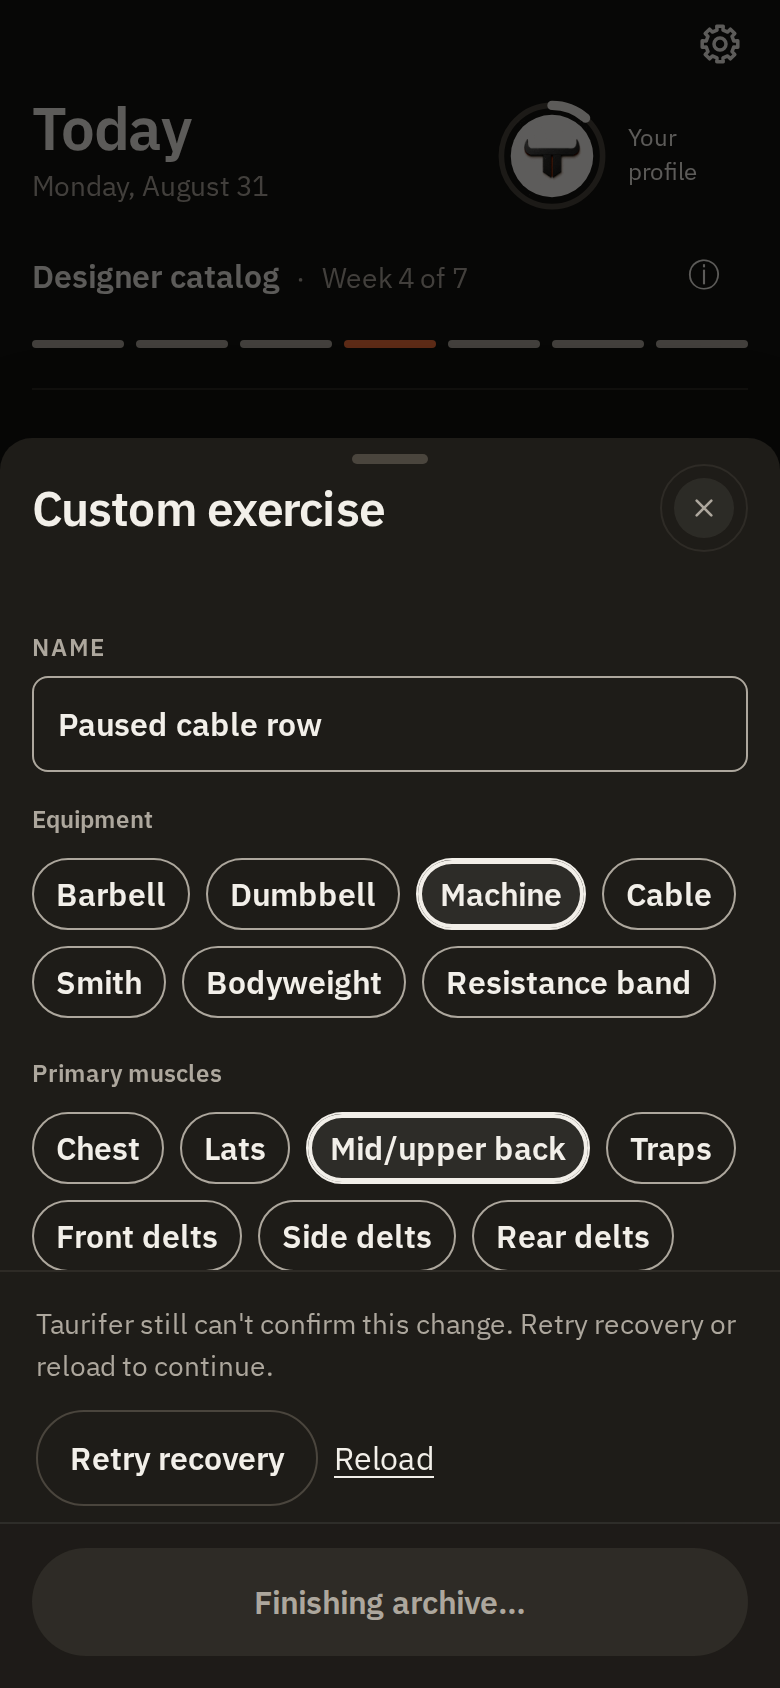 Today
Monday, August 31
Your
profile
Designer catalog · Week 4 of 7
Custom exercise
NAME
Paused cable row
Equipment
Barbell Dumbbell Machine Cable
Smith Bodyweight Resistance band
Primary muscles
Chest Lats Mid/upper back Traps
Front delts Side delts Rear delts
Taurifer still can't confirm this change. Retry recovery or
reload to continue.
Retry recovery Reload
Finishing archive...